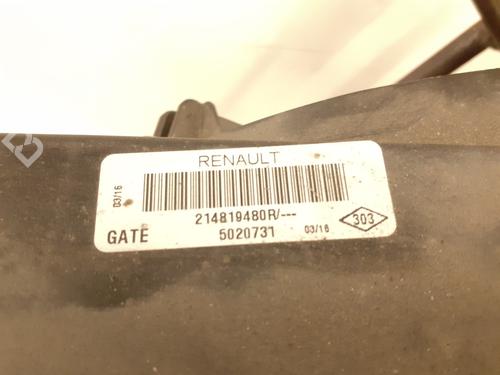 RENAULT
03/16
214819480R/---
303
GATE
5020731
03/16